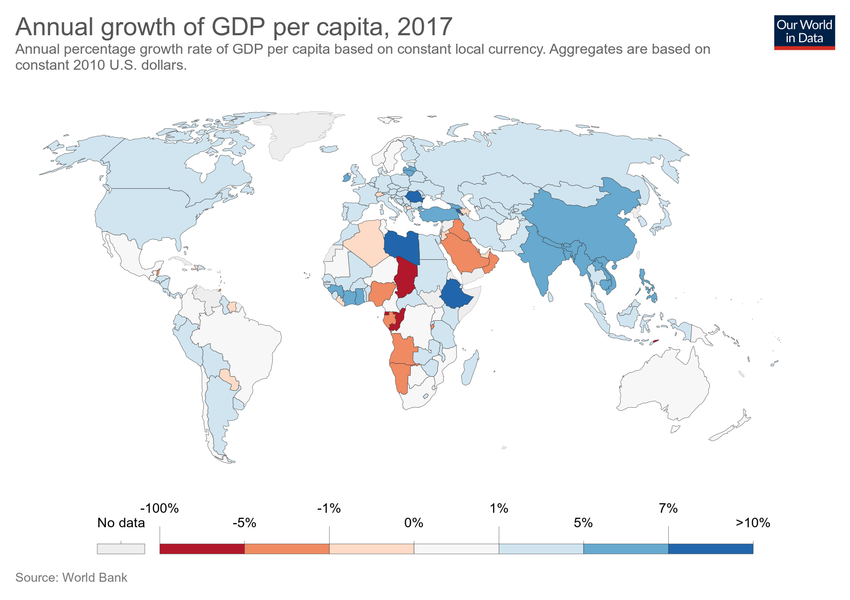 Annual growth of GDP per capita, 2017
Annual percentage growth rate of GDP per capita based on constant local currency. Aggregates are based on
constant 2010 U.S. dollars.
Our World
in Data
-100% -1% 1% 7%
No data -5% 0% 5% >10%
Source: World Bank